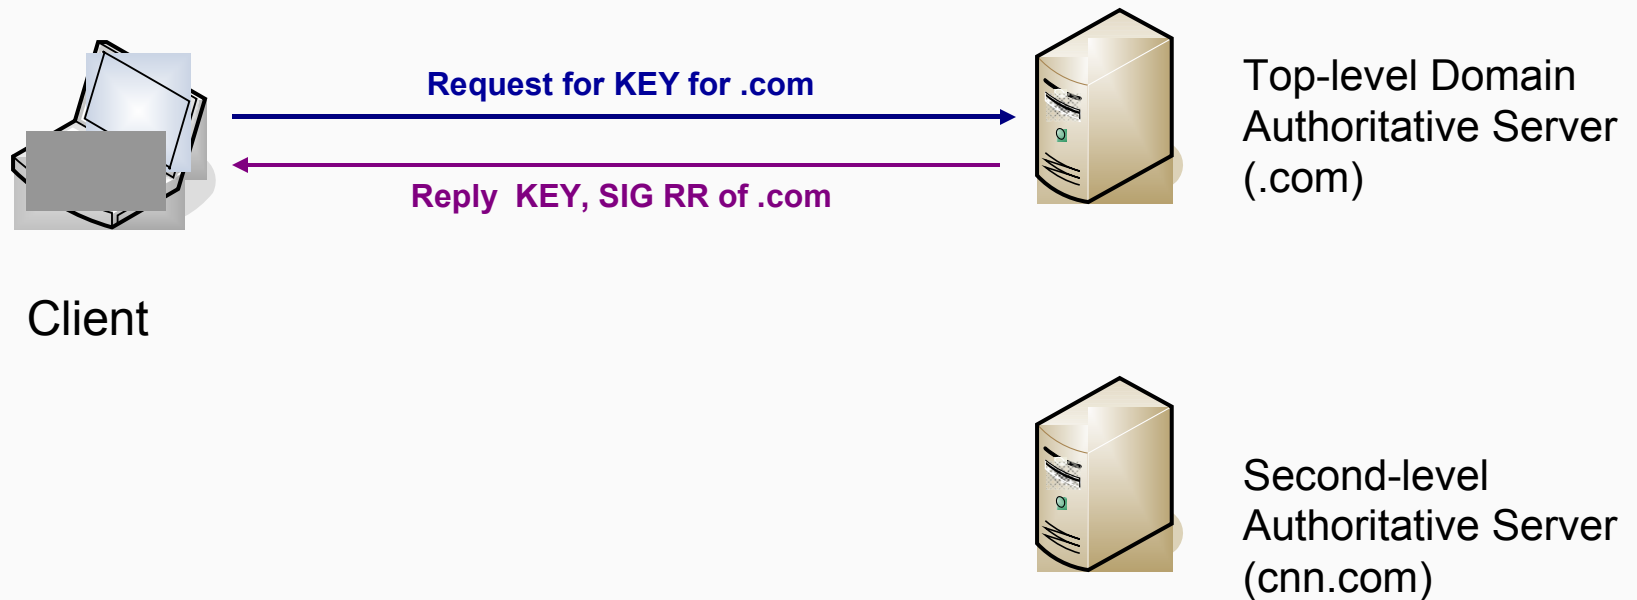 Request for KEY for .com
Reply KEY, SIG RR of .com
Top-level Domain
Authoritative Server
(.com)
Client
Second-level
Authoritative Server
(cnn.com)